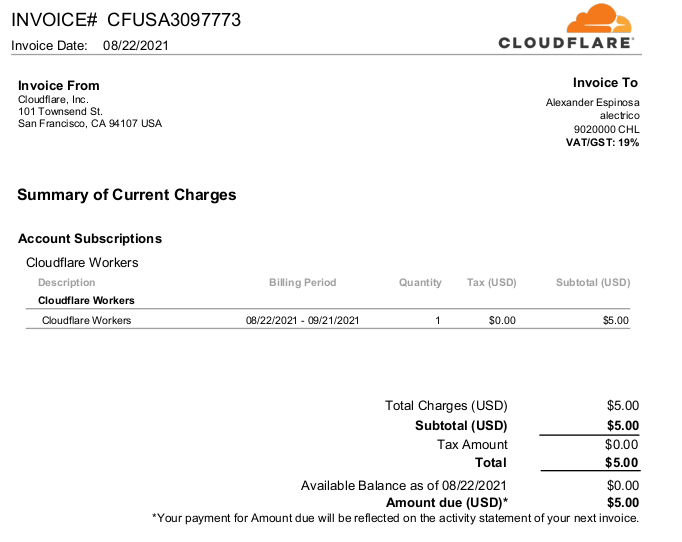 INVOICE# CFUSA3097773
Invoice Date: 08/22/2021
CLOUDFLARE
Invoice From
Cloudflare, Inc.
101 Townsend St.
San Francisco, CA 94107 USA
Invoice To
Alexander Espinosa
alectrico
9020000 CHL
VAT/GST: 19%
Summary of Current Charges
Account Subscriptions
Cloudflare Workers
Description Billing Period Quantity Tax (USD) Subtotal (USD)
Cloudflare Workers
Cloudflare Workers 08/22/2021 - 09/21/2021 1 $0.00 $5.00
Total Charges (USD) $5.00
Subtotal (USD) $5.00
Tax Amount $0.00
Total $5.00
Available Balance as of 08/22/2021 $0.00
Amount due (USD)* $5.00
*Your payment for Amount due will be reflected on the activity statement of your next invoice.